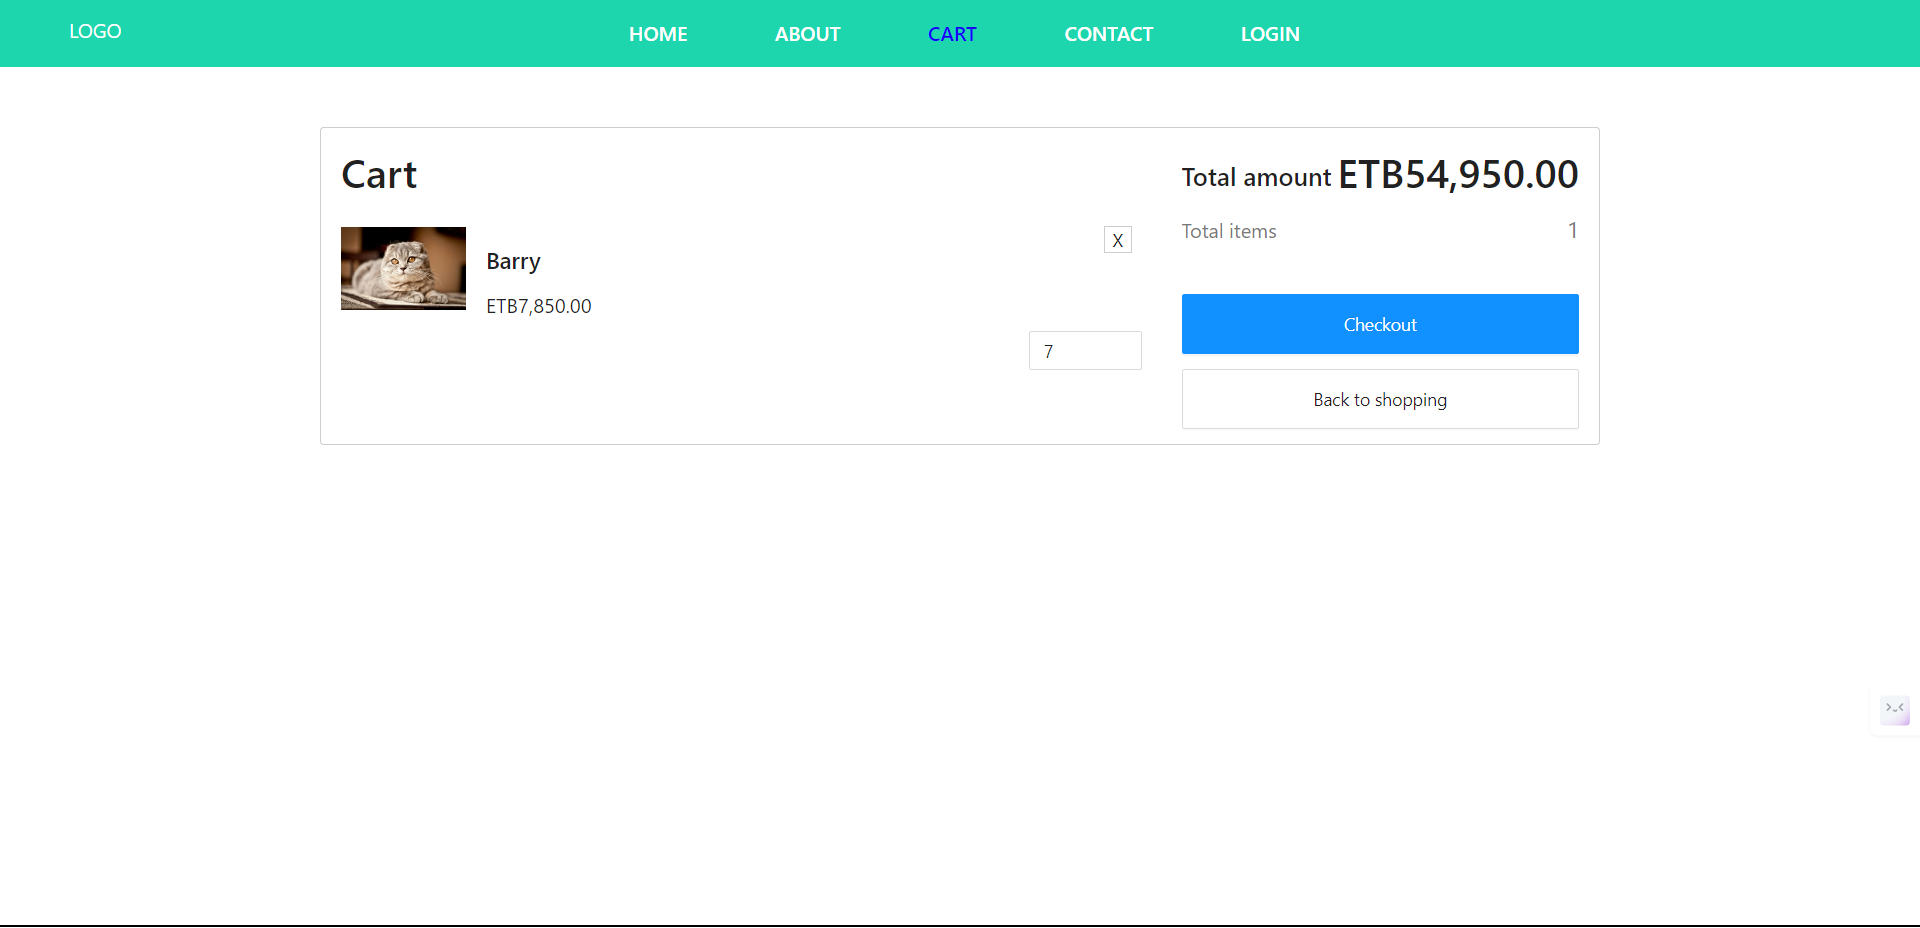 LOGO
HOME ABOUT CART CONTACT LOGIN
Cart
Barry
ETB7,850.00
X
7
Total amount ETB54,950.00
Total items 1
Checkout
Back to shopping